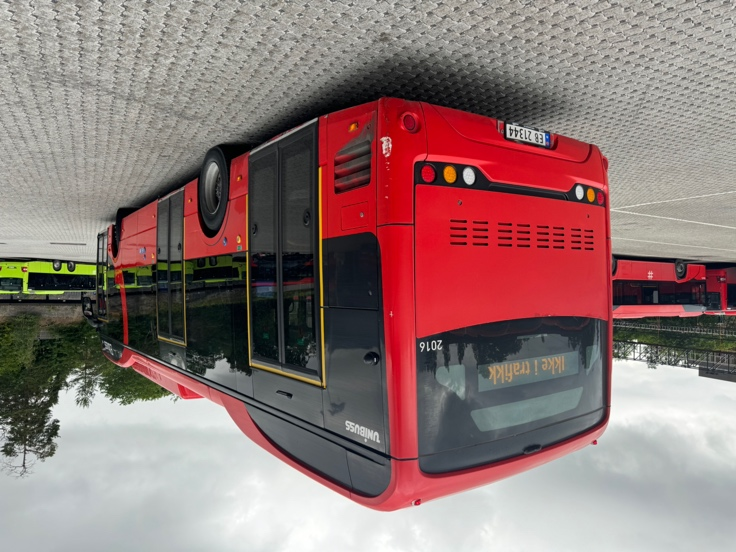 UNIBUSS
Ikke i trafikk
2016
EB 21344